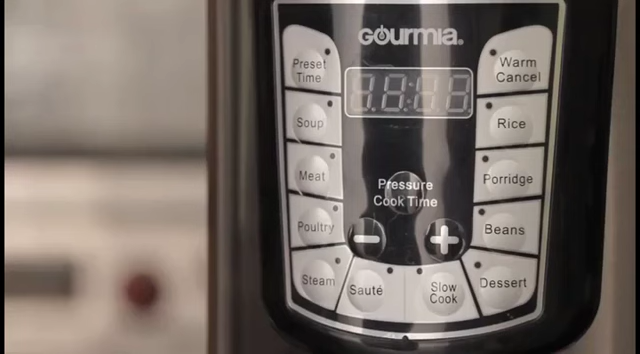 Gourmia
Preset
Time
Warm
Cancel
Soup
Rice
Meat
Porridge
Pressure
Cook Time
Poultry
Beans
Steam
Sauté
Slow
Cook
Dessert